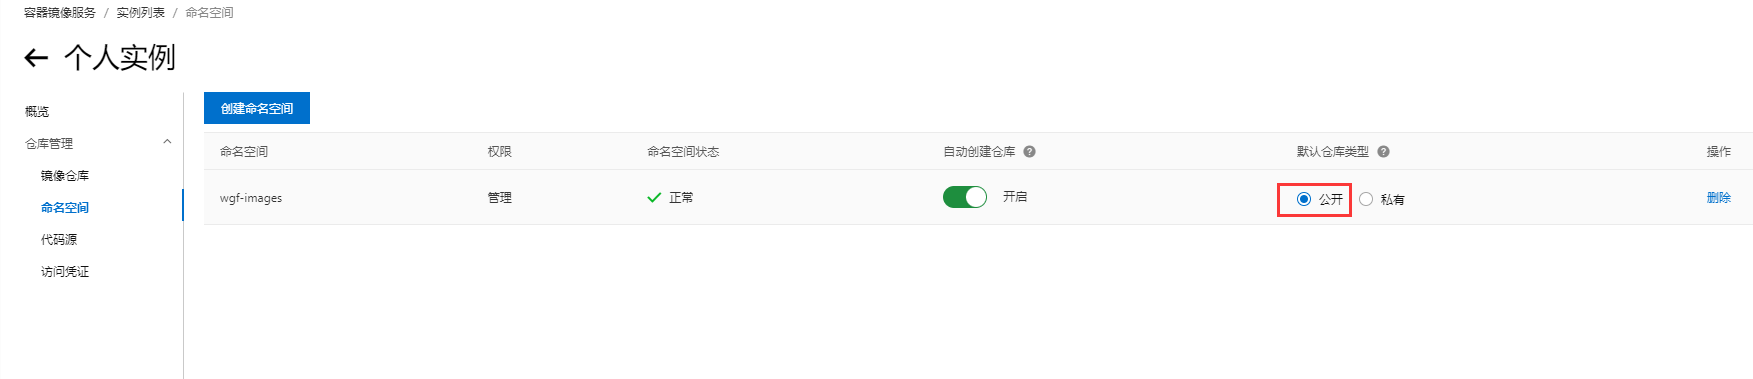 容器镜像服务 / 实例列表 / 命名空间
个人实例
概览
仓库管理
镜像仓库
命名空间
代码源
访问凭证
创建命名空间
命名空间 权限 命名空间状态 自动创建仓库 默认仓库类型 操作
wgf-images 管理 正常 开启 公开 私有 删除